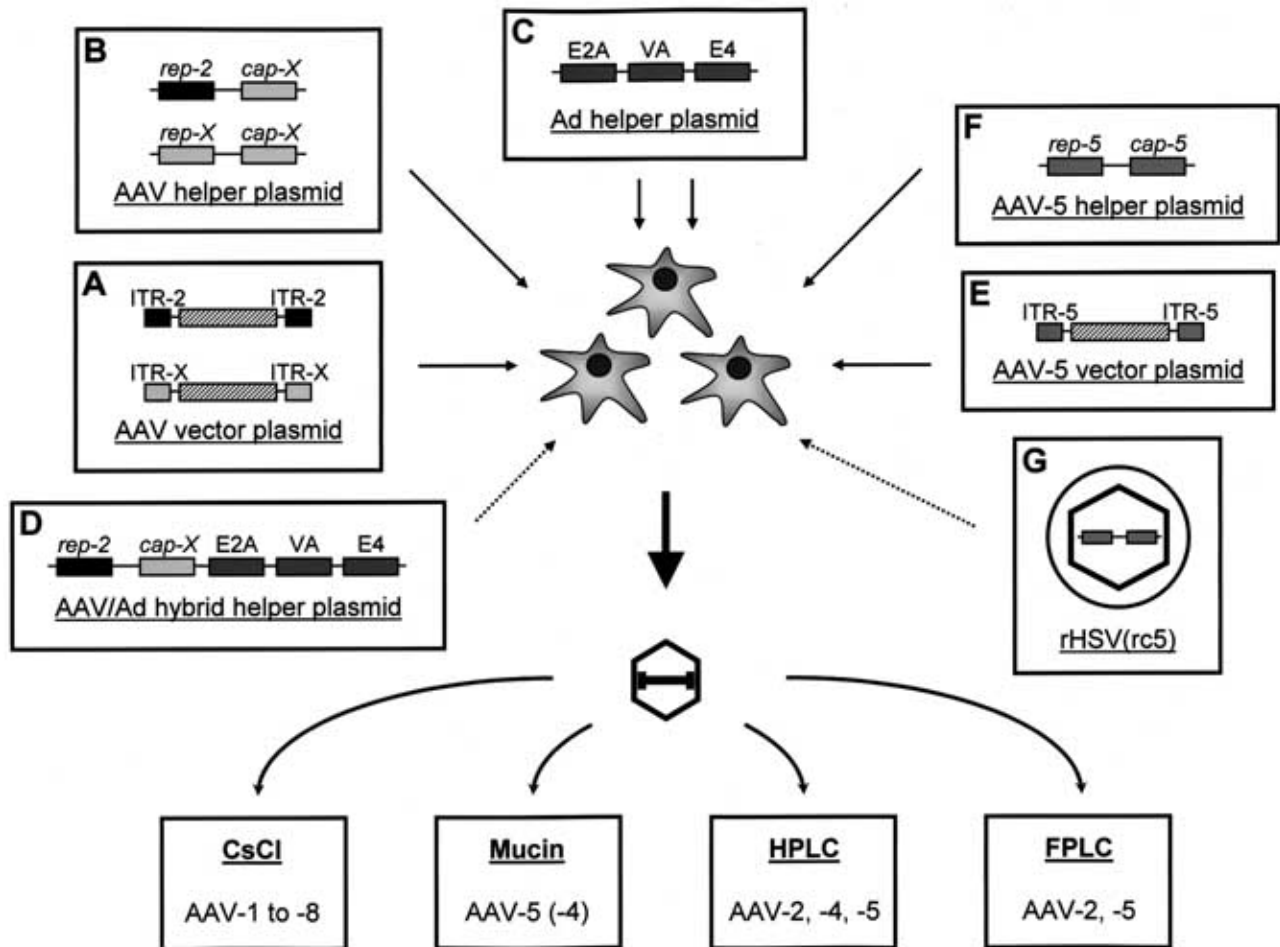 B
rep-2 cap-X
rep-X cap-X
AAV helper plasmid
C
E2A VA E4
Ad helper plasmid
F
rep-5 cap-5
AAV-5 helper plasmid
A
ITR-2 ITR-2
ITR-X ITR-X
AAV vector plasmid
E
ITR-5 ITR-5
AAV-5 vector plasmid
D
rep-2 cap-X E2A VA E4
AAV/Ad hybrid helper plasmid
G
rHSV(rc5)
CsCl
AAV-1 to -8
Mucin
AAV-5 (-4)
HPLC
AAV-2, -4, -5
FPLC
AAV-2, -5